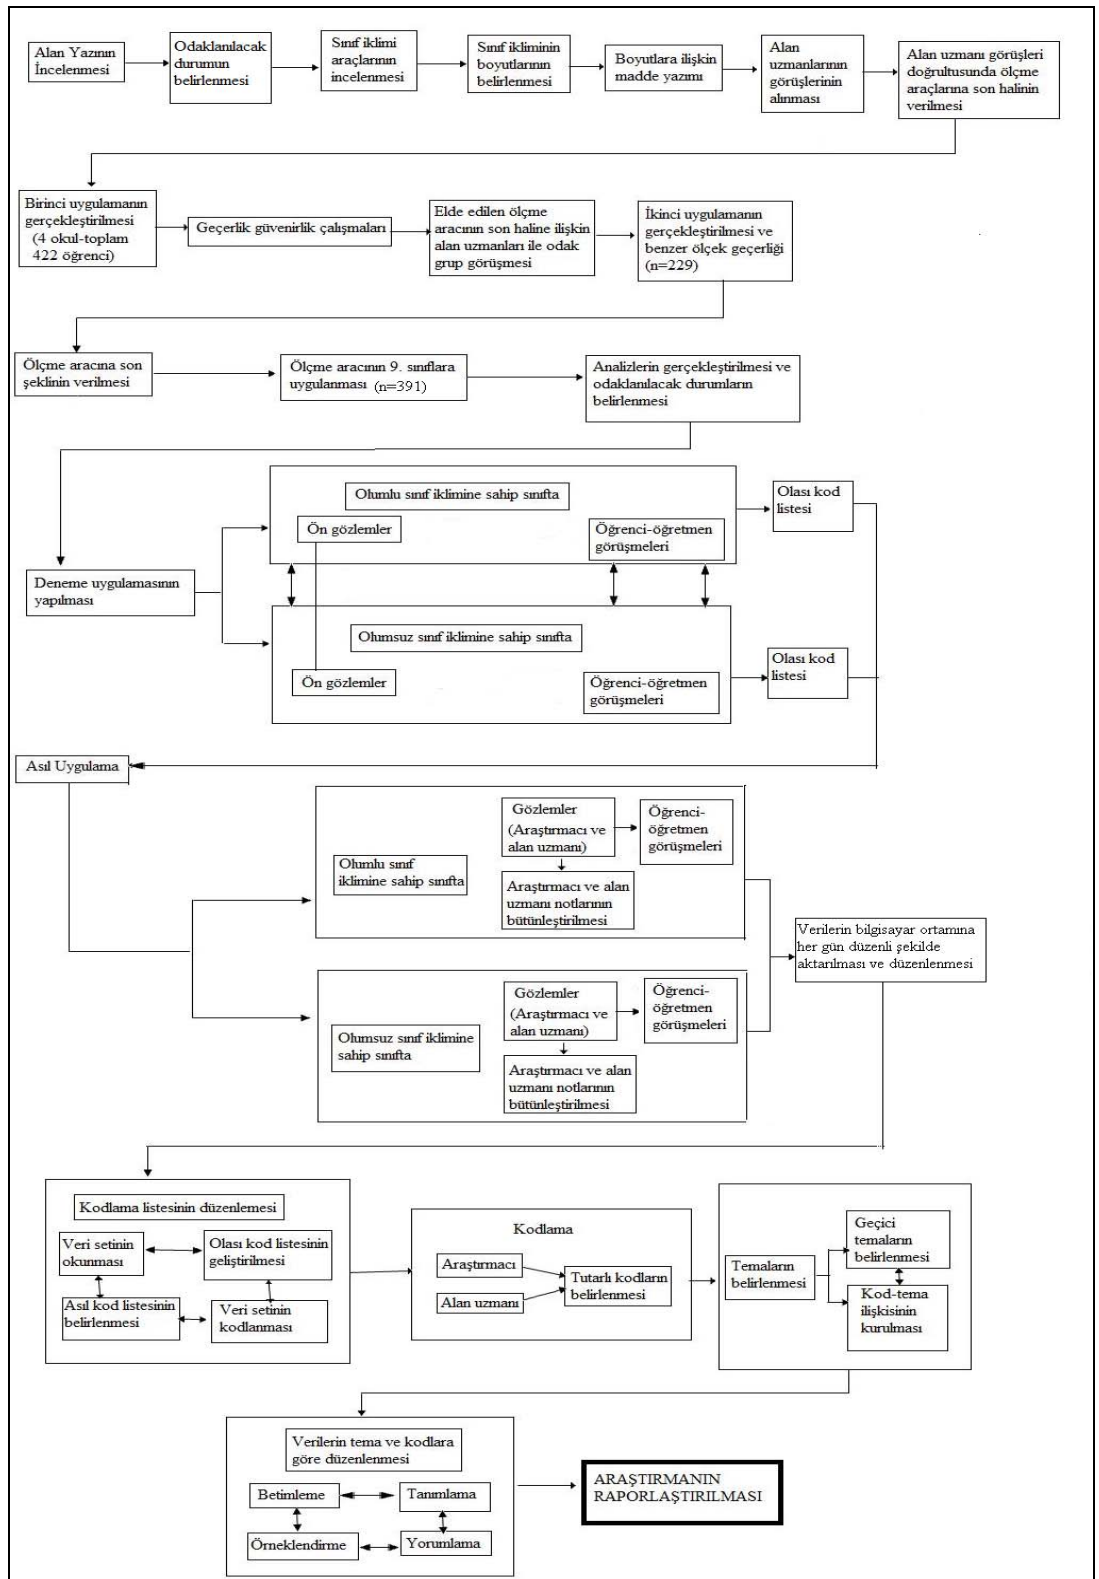 Alan Yazının
İncelenmesi
Odaklanılacak
durumun
belirlenmesi
Sınıf iklimi
araçlarının
incelenmesi
Sınıf ikliminin
boyutlarının
belirlenmesi
Boyutlara ilişkin
madde yazımı
Alan
uzmanlarının
görüşlerinin
alınması
Alan uzmanı görüşleri
doğrultusunda ölçme
araçlarına son halinin
verilmesi
Birinci uygulamanın
gerçekleştirilmesi
(4 okul-toplam
422 öğrenci)
Geçerlik güvenirlik çalışmaları
Elde edilen ölçme
aracının son haline ilişkin
alan uzmanları ile odak
grup görüşmesi
İkinci uygulamanın
gerçekleştirilmesi ve
benzer ölçek geçerliği
(n=229)
Ölçme aracına son
şeklinin verilmesi
Ölçme aracının 9. sınıflara
uygulanması (n=391)
Analizlerin gerçekleştirilmesi ve
odaklanılacak durumların
belirlenmesi
Deneme uygulamasının
yapılması
Olumlu sınıf iklimine sahip sınıfta
Ön gözlemler
Öğrenci-öğretmen
görüşmeleri
Olası kod
listesi
Olumsuz sınıf iklimine sahip sınıfta
Ön gözlemler
Öğrenci-öğretmen
görüşmeleri
Olası kod
listesi
Asıl Uygulama
Olumlu sınıf
iklimine sahip sınıfta
Gözlemler
(Araştırmacı ve
alan uzmanı)
Öğrenci-
öğretmen
görüşmeleri
Araştırmacı ve alan
uzmanı notlarının
bütünleştirilmesi
Olumsuz sınıf iklimine
sahip sınıfta
Gözlemler
(Araştırmacı ve
alan uzmanı)
Öğrenci-
öğretmen
görüşmeleri
Araştırmacı ve alan
uzmanı notlarının
bütünleştirilmesi
Verilerin bilgisayar ortamına
her gün düzenli şekilde
aktarılması ve düzenlenmesi
Kodlama listesinin düzenlemesi
Veri setinin
okunması
Olası kod listesinin
geliştirilmesi
Asıl kod listesinin
belirlenmesi
Veri setinin
kodlanması
Kodlama
Araştırmacı
Alan uzmanı
Tutarlı kodların
belirlenmesi
Temaların
belirlenmesi
Geçici
temaların
belirlenmesi
Kod-tema
ilişkisinin
kurulması
Verilerin tema ve kodlara
göre düzenlenmesi
Betimleme
Tanımlama
Örneklendirme
Yorumlama
ARAŞTIRMANIN
RAPORLAŞTIRILMASI